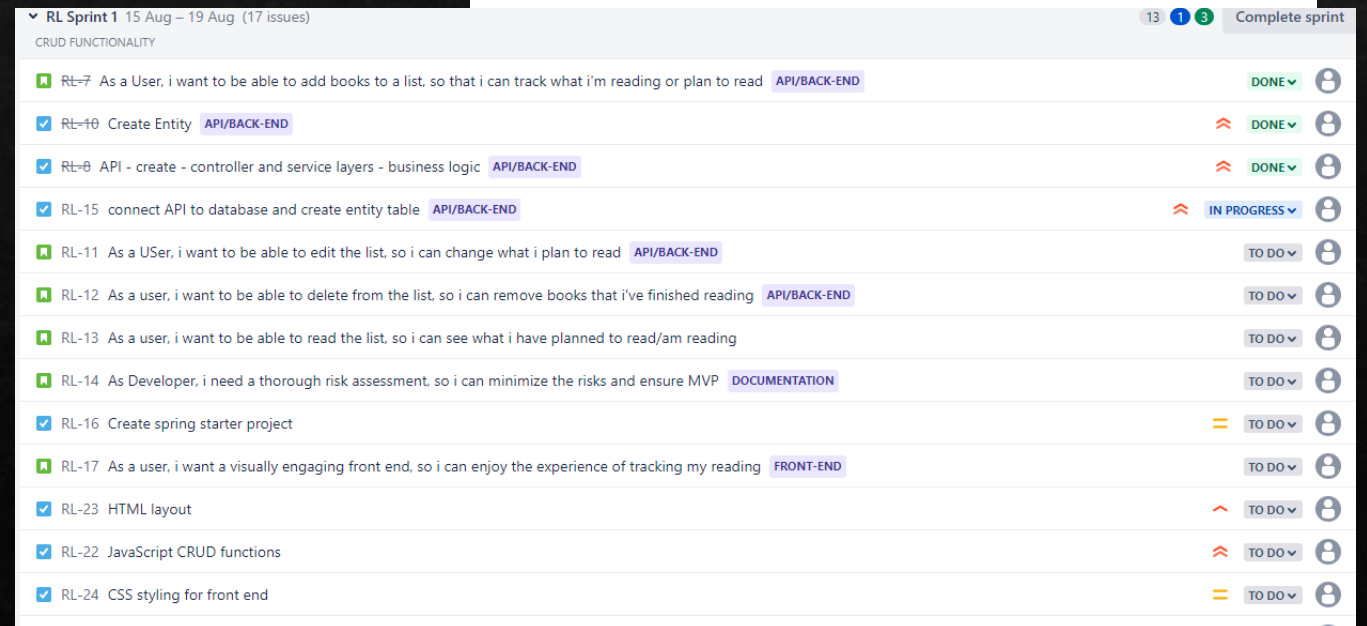 RL Sprint 1 15 Aug – 19 Aug (17 issues) 13 1 3 Complete sprint
CRUD FUNCTIONALITY
RL-7 As a User, i want to be able to add books to a list, so that i can track what i'm reading or plan to read API/BACK-END DONE
RL-10 Create Entity API/BACK-END DONE
RL-8 API - create - controller and service layers - business logic API/BACK-END DONE
RL-15 connect API to database and create entity table API/BACK-END IN PROGRESS
RL-11 As a USer, i want to be able to edit the list, so i can change what i plan to read API/BACK-END TO DO
RL-12 As a user, i want to be able to delete from the list, so i can remove books that i've finished reading API/BACK-END TO DO
RL-13 As a user, i want to be able to read the list, so i can see what i have planned to read/am reading TO DO
RL-14 As Developer, i need a thorough risk assessment, so i can minimize the risks and ensure MVP DOCUMENTATION TO DO
RL-16 Create spring starter project TO DO
RL-17 As a user, i want a visually engaging front end, so i can enjoy the experience of tracking my reading FRONT-END TO DO
RL-23 HTML layout TO DO
RL-22 JavaScript CRUD functions TO DO
RL-24 CSS styling for front end TO DO